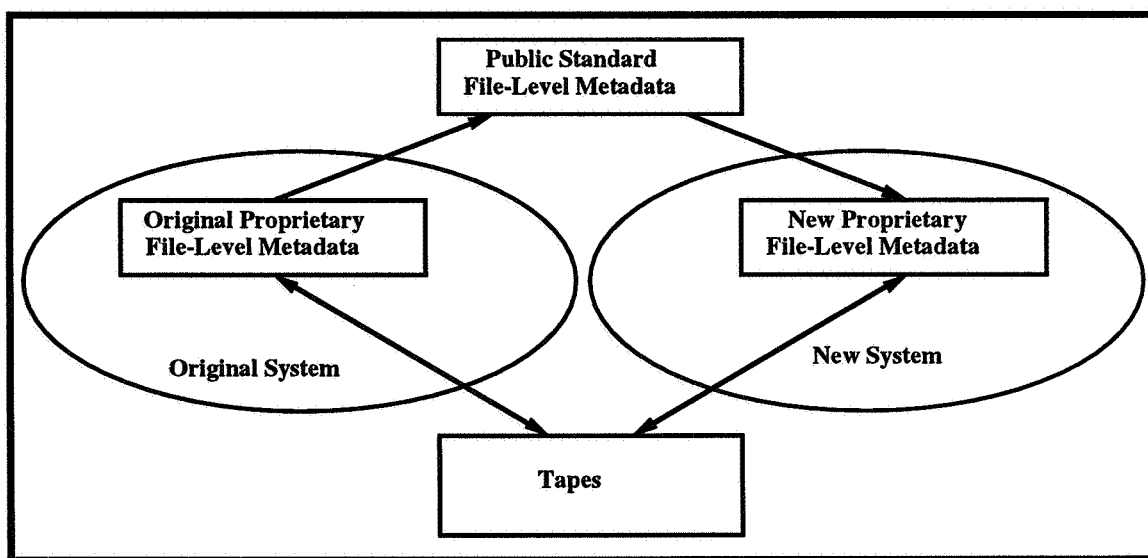 Public Standard
File-Level Metadata
Original Proprietary
File-Level Metadata
New Proprietary
File-Level Metadata
Original System
New System
Tapes